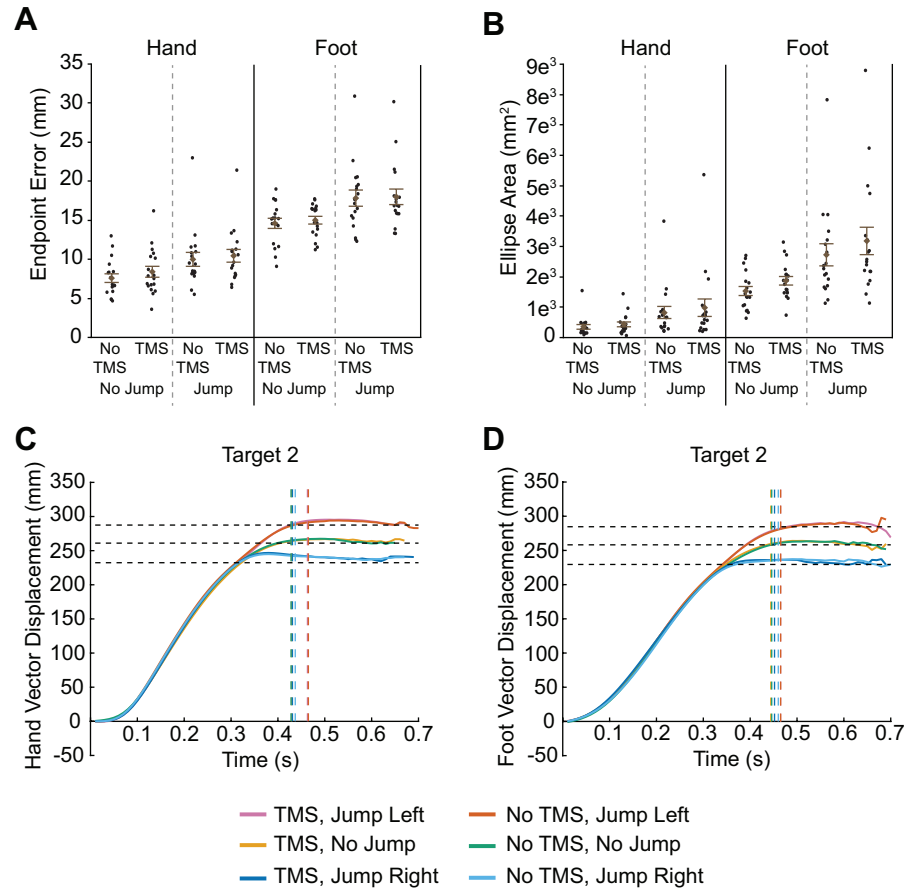 A
Hand
Foot
Endpoint Error (mm)
35
30
25
20
15
10
5
0
No TMS
TMS
No TMS
TMS
No TMS
TMS
No TMS
TMS
No Jump
Jump
No Jump
Jump
B
Hand
Foot
Ellipse Area (mm²)
9e³
8e³
7e³
6e³
5e³
4e³
3e³
2e³
1e³
0
No TMS
TMS
No TMS
TMS
No TMS
TMS
No TMS
TMS
No Jump
Jump
No Jump
Jump
C
Target 2
Hand Vector Displacement (mm)
350
300
250
200
150
100
50
0
-50
0.1 0.2 0.3 0.4 0.5 0.6 0.7
Time (s)
D
Target 2
Foot Vector Displacement (mm)
350
300
250
200
150
100
50
0
-50
0.1 0.2 0.3 0.4 0.5 0.6 0.7
Time (s)
TMS, Jump Left
No TMS, Jump Left
TMS, No Jump
No TMS, No Jump
TMS, Jump Right
No TMS, Jump Right